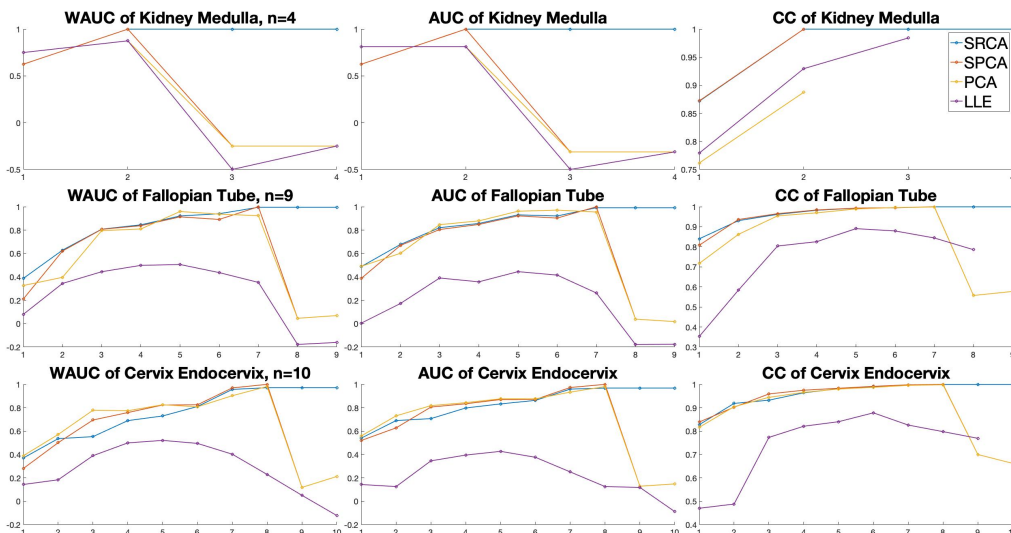 WAUC of Kidney Medulla, n=4
AUC of Kidney Medulla
CC of Kidney Medulla
1
0.5
0
-0.5
1 2 3 4
1
0.5
0
-0.5
1 2 3 4
1
0.95
0.9
0.85
0.8
0.75
1 2 3 4
SRCA
SPCA
PCA
LLE
WAUC of Fallopian Tube, n=9
AUC of Fallopian Tube
CC of Fallopian Tube
1
0.8
0.6
0.4
0.2
0
-0.2
1 2 3 4 5 6 7 8 9
1
0.8
0.6
0.4
0.2
0
-0.2
1 2 3 4 5 6 7 8 9
1
0.9
0.8
0.7
0.6
0.5
0.4
0.3
1 2 3 4 5 6 7 8 9
WAUC of Cervix Endocervix, n=10
AUC of Cervix Endocervix
CC of Cervix Endocervix
1
0.8
0.6
0.4
0.2
0
-0.2
1 2 3 4 5 6 7 8 9 10
1
0.8
0.6
0.4
0.2
0
-0.2
1 2 3 4 5 6 7 8 9 10
1
0.9
0.8
0.7
0.6
0.5
0.4
1 2 3 4 5 6 7 8 9